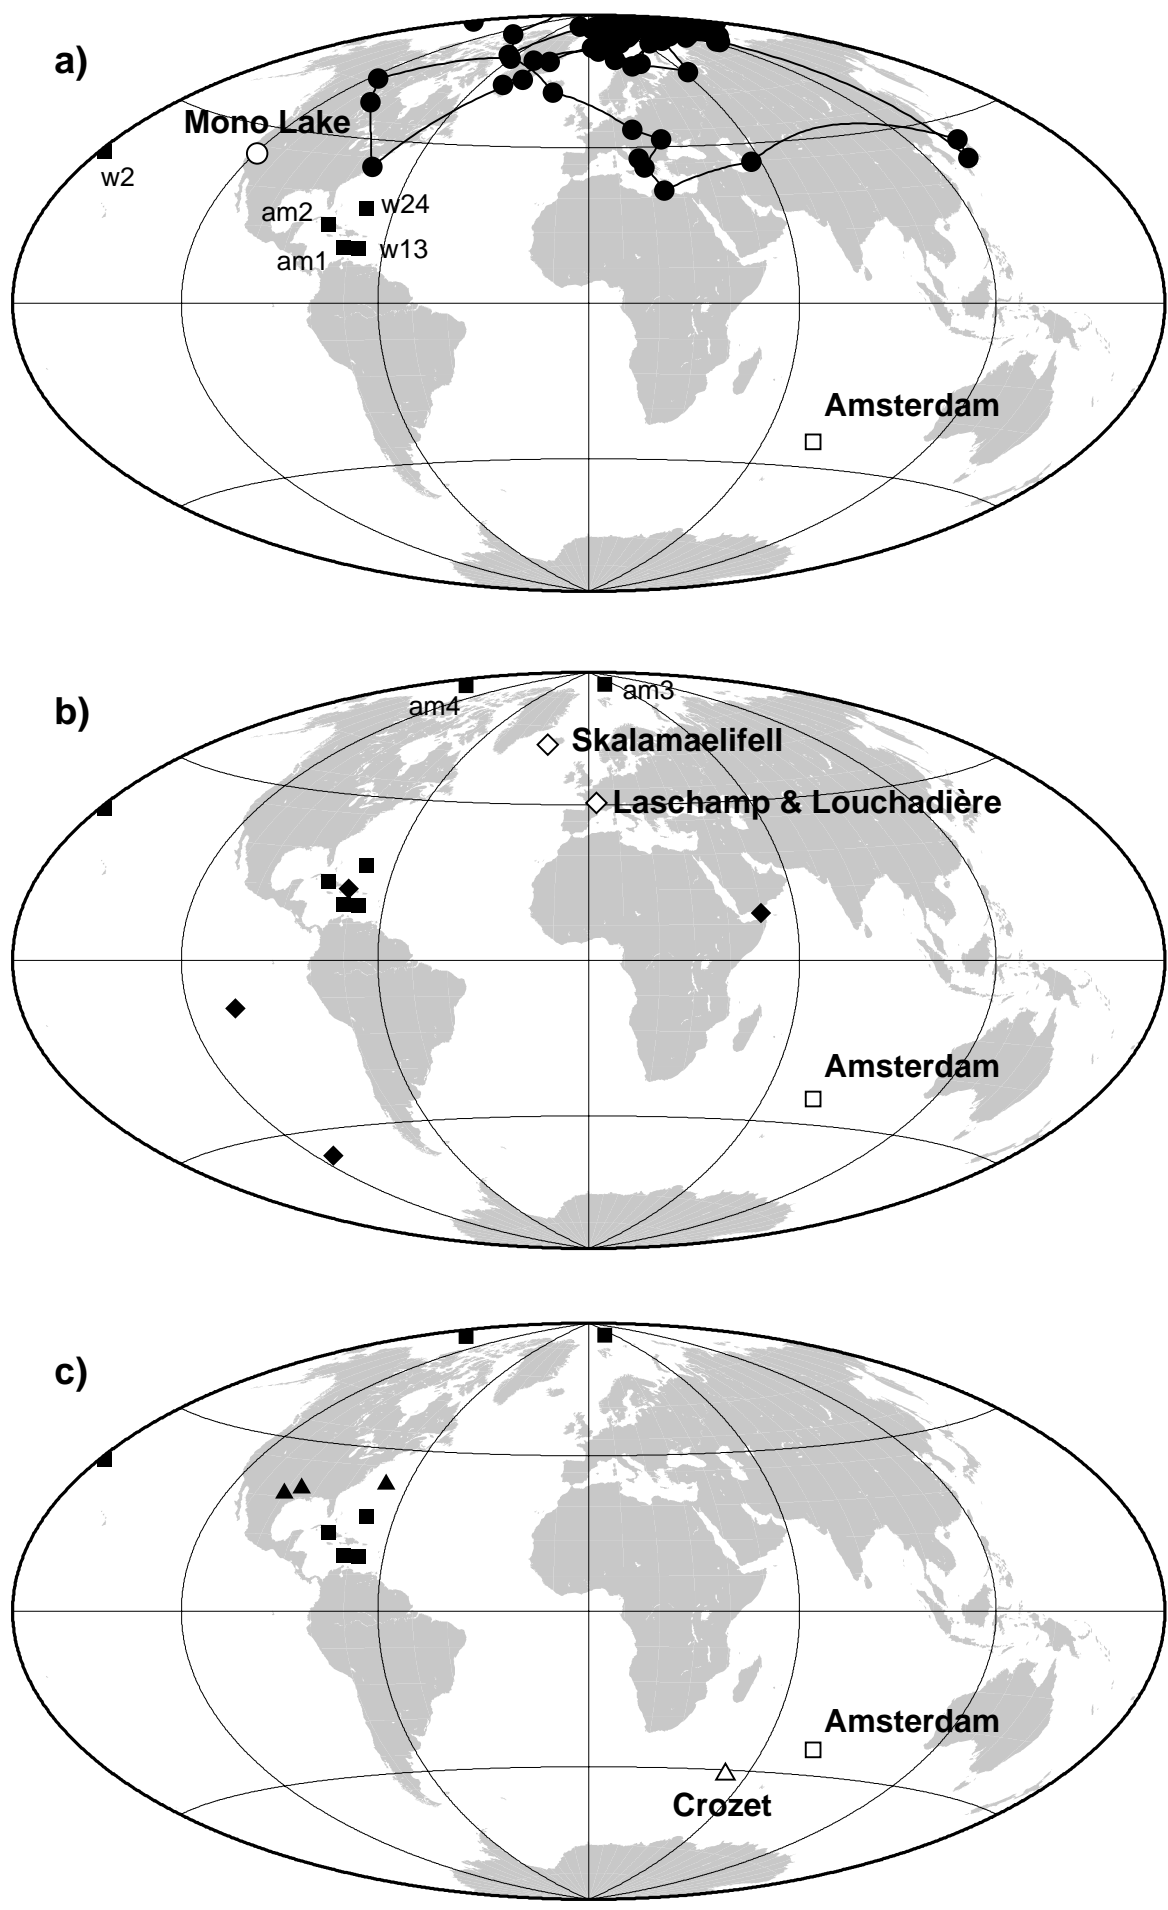 a)
Mono Lake
w2
am2
w24
am1
w13
Amsterdam
b)
am4
am3
Skalamaelifell
Laschamp & Louchadière
Amsterdam
c)
Amsterdam
Crozet